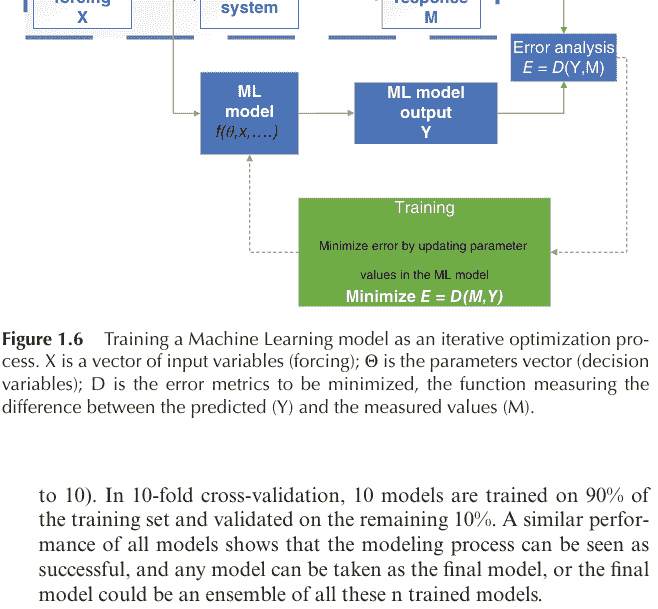 forcing
X
system
response
M
Error analysis
E = D(Y,M)
ML
model
f(θ,x,….)
ML model
output
Y
Training
Minimize error by updating parameter
values in the ML model
Minimize E = D(M,Y)
Figure 1.6 Training a Machine Learning model as an iterative optimization pro-
cess. X is a vector of input variables (forcing); Θ is the parameters vector (decision
variables); D is the error metrics to be minimized, the function measuring the
difference between the predicted (Y) and the measured values (M).
to 10). In 10-fold cross-validation, 10 models are trained on 90% of
the training set and validated on the remaining 10%. A similar perfor-
mance of all models shows that the modeling process can be seen as
successful, and any model can be taken as the final model, or the final
model could be an ensemble of all these n trained models.